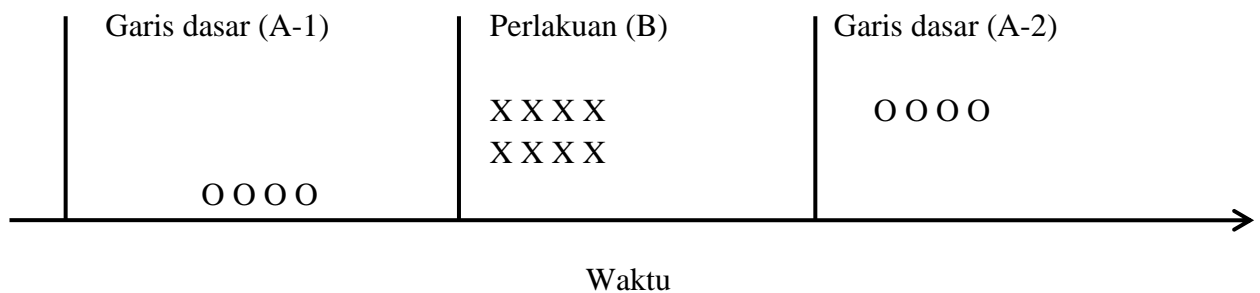 Garis dasar (A-1)
Perlakuan (B)
Garis dasar (A-2)
X X X X
O O O O
X X X X
O O O O
Waktu